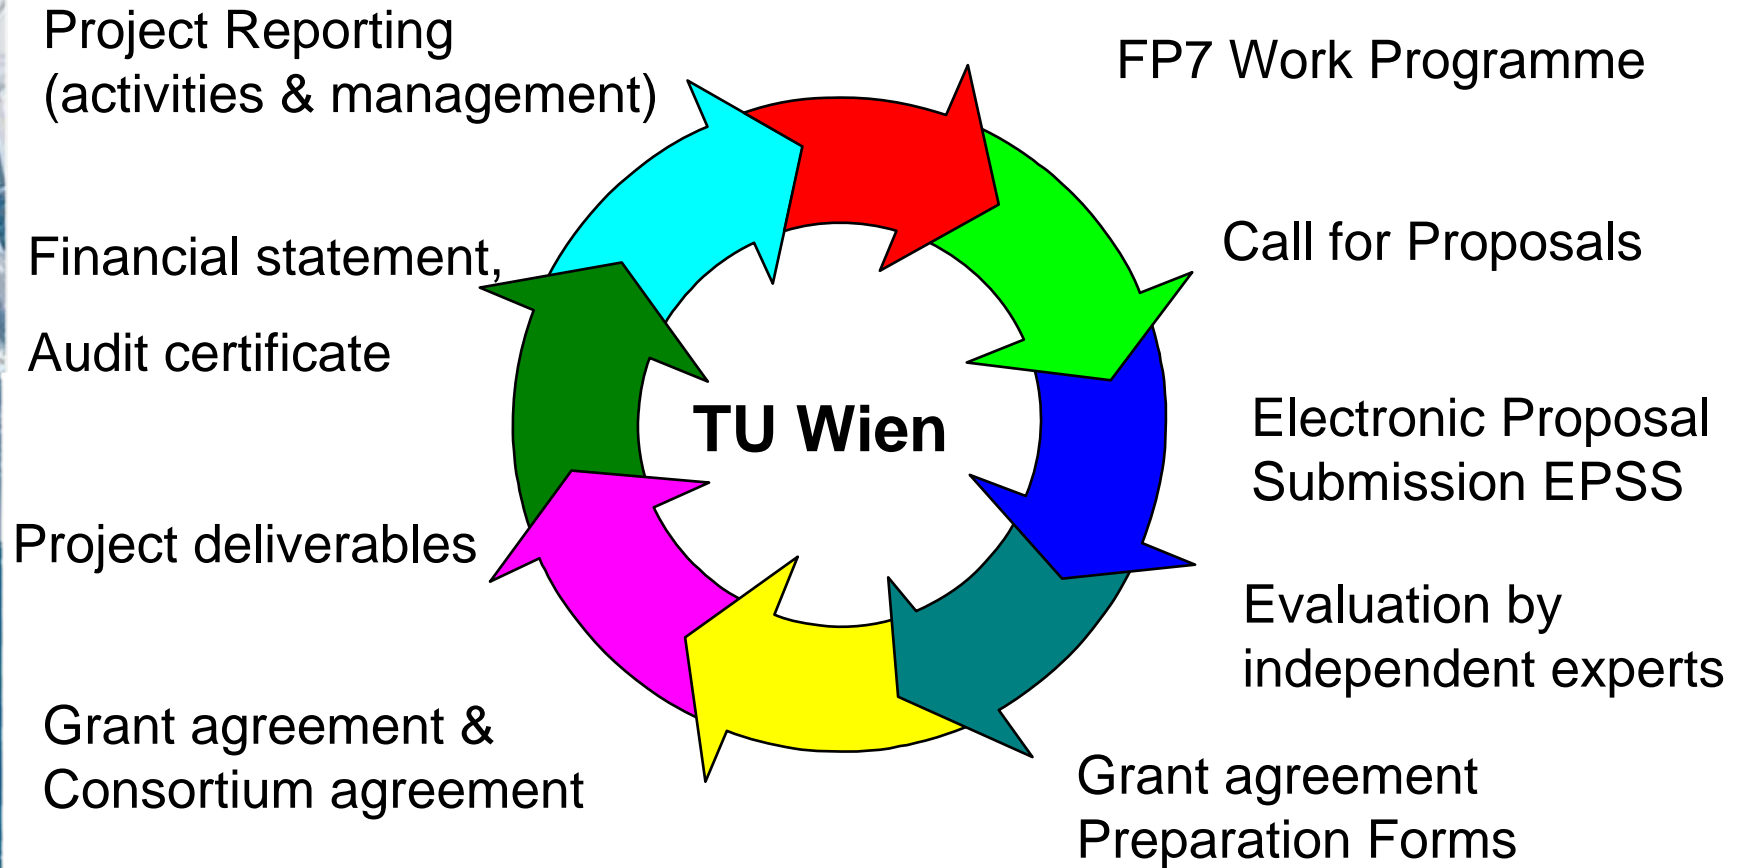 Project Reporting
(activities & management)
FP7 Work Programme
Call for Proposals
Financial statement,
Audit certificate
TU Wien
Electronic Proposal
Submission EPSS
Project deliverables
Evaluation by
independent experts
Grant agreement &
Consortium agreement
Grant agreement
Preparation Forms